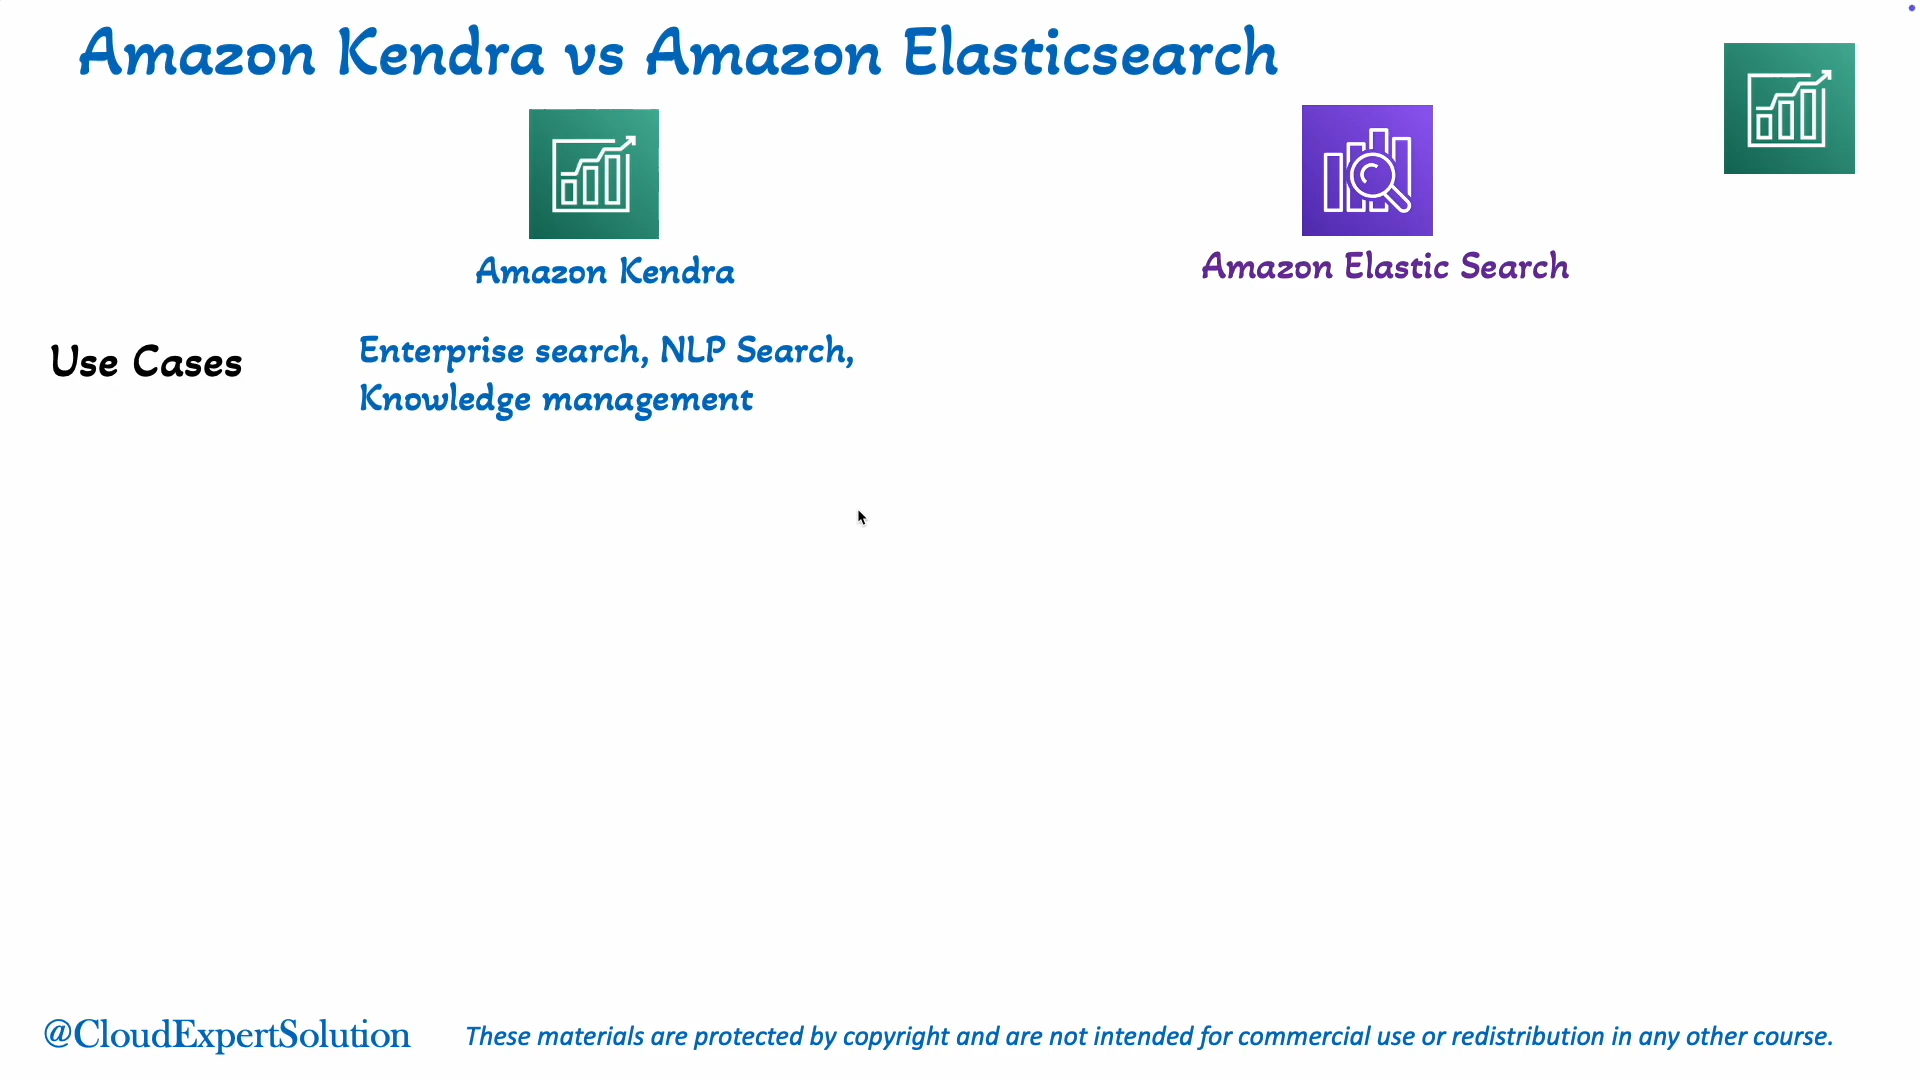 Amazon Kendra vs Amazon Elasticsearch
Amazon Kendra
Amazon Elastic Search
Use Cases
Enterprise search, NLP Search,
Knowledge management
@CloudExpertSolution
These materials are protected by copyright and are not intended for commercial use or redistribution in any other course.